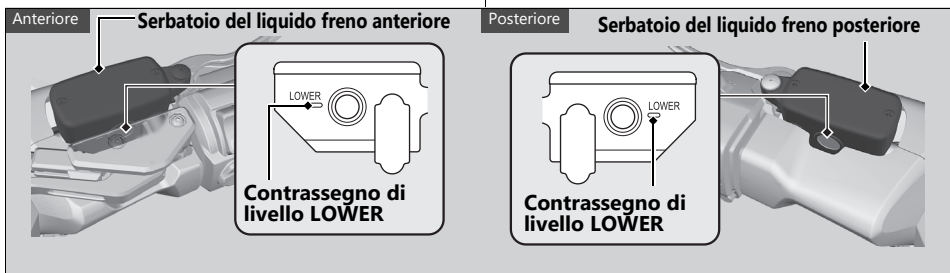 Anteriore
Serbatoio del liquido freno anteriore
LOWER
Contrassegno di
livello LOWER
Posteriore
Serbatoio del liquido freno posteriore
LOWER
Contrassegno di
livello LOWER